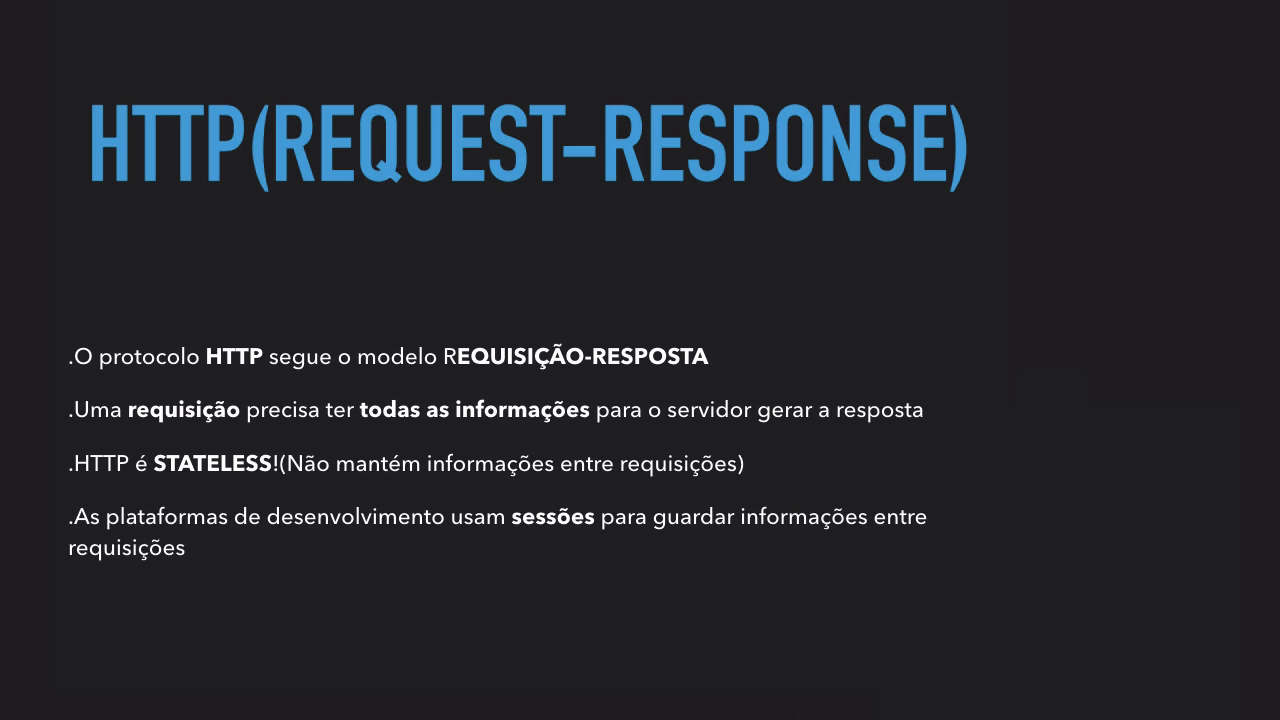 HTTP(REQUEST-RESPONSE)
.O protocolo HTTP segue o modelo REQUISIÇÃO-RESPOSTA
.Uma requisição precisa ter todas as informações para o servidor gerar a resposta
.HTTP é STATELESS!(Não mantém informações entre requisições)
.As plataformas de desenvolvimento usam sessões para guardar informações entre
requisições